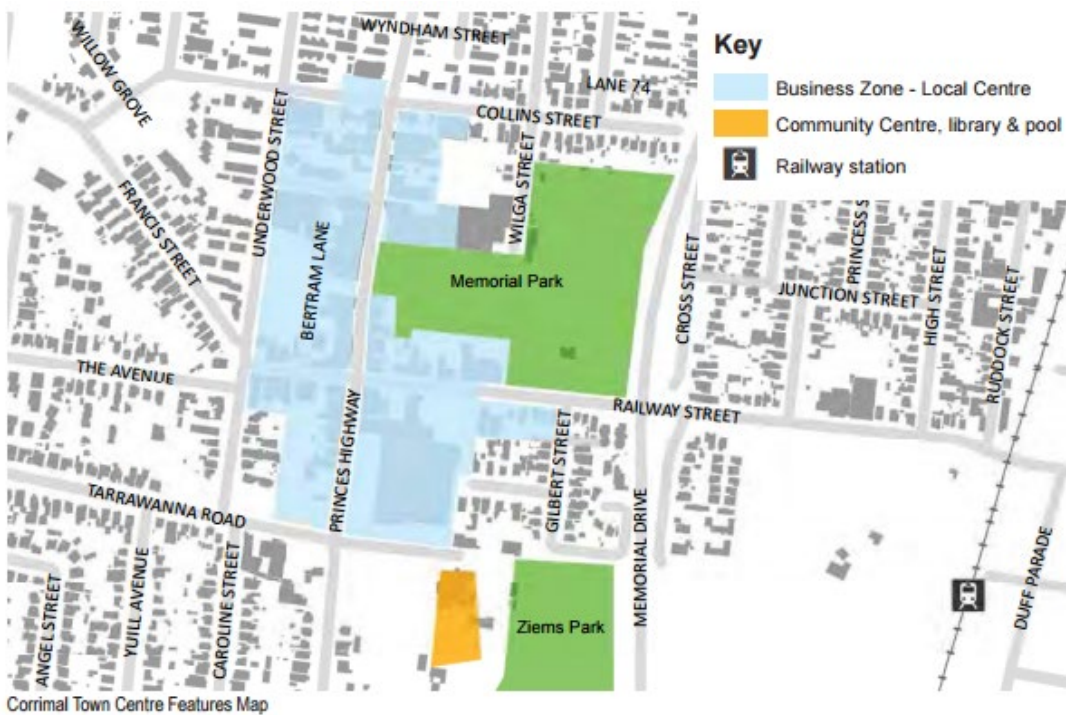 WYNDHAM STREET
WILLOW GROVE
LANE 74
COLLINS STREET
Key
Business Zone - Local Centre
Community Centre, library & pool
Railway station
UNDERWOOD STREET
FRANCIS STREET
WILGA STREET
BERTRAM LANE
Memorial Park
CROSS STREET
PRINCESS S
JUNCTION STREET
HIGH STREET
RUDDOCK STREET
THE AVENUE
RAILWAY STREET
PRINCES HIGHWAY
GILBERT STREET
TARRAWANNA ROAD
MEMORIAL DRIVE
ANGEL STREET
YUILL AVENUE
CAROLINE STREET
Ziems Park
DUFF PARADE
Corrimal Town Centre Features Map